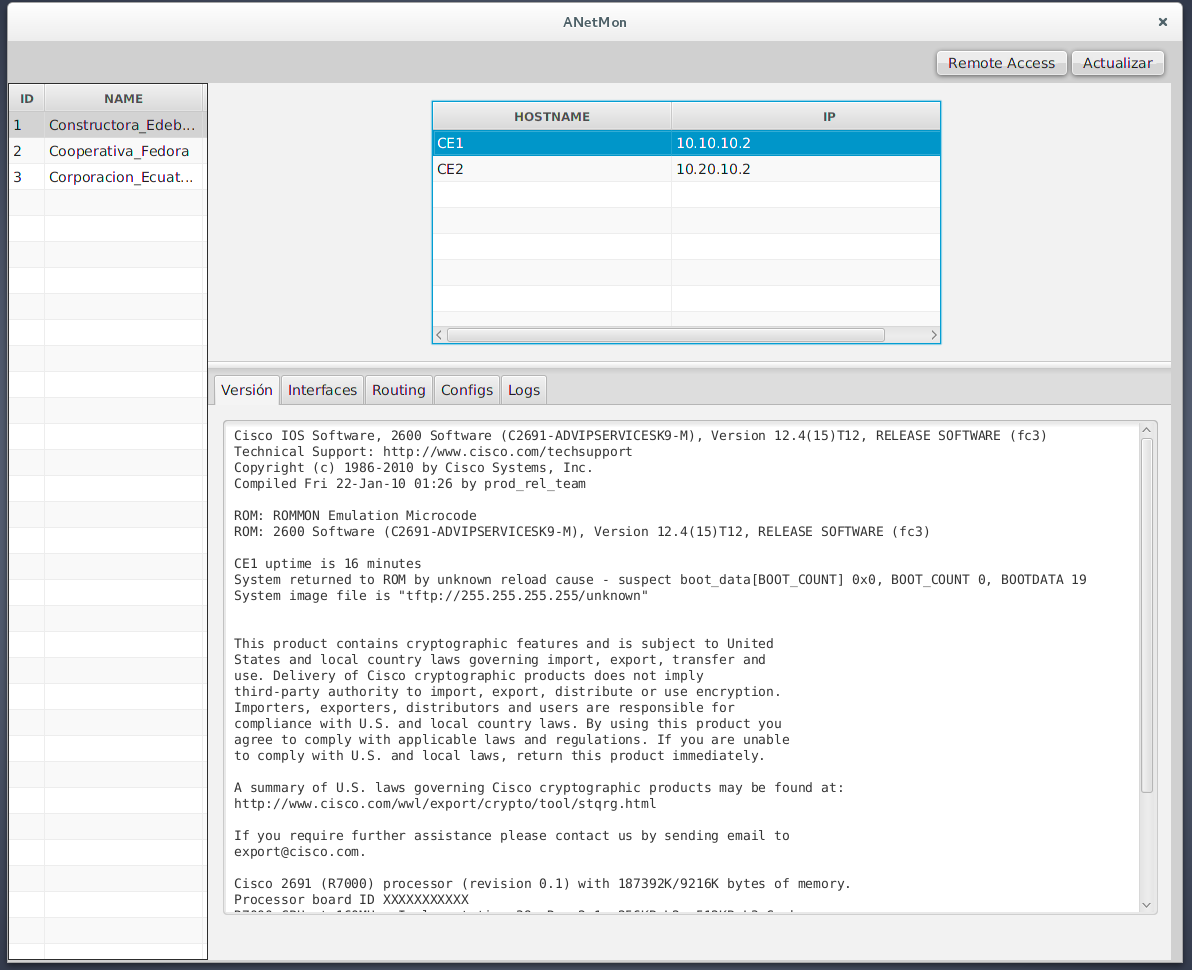 ANetMon
Remote Access Actualizar
ID NAME
1 Constructora_Edeb...
2 Cooperativa_Fedora
3 Corporacion_Ecuat...
HOSTNAME IP
CE1 10.10.10.2
CE2 10.20.10.2
Versión Interfaces Routing Configs Logs
Cisco IOS Software, 2600 Software (C2691-ADVIPSERVICESK9-M), Version 12.4(15)T12, RELEASE SOFTWARE (fc3)
Technical Support: http://www.cisco.com/techsupport
Copyright (c) 1986-2010 by Cisco Systems, Inc.
Compiled Fri 22-Jan-10 01:26 by prod_rel_team
ROM: ROMMON Emulation Microcode
ROM: 2600 Software (C2691-ADVIPSERVICESK9-M), Version 12.4(15)T12, RELEASE SOFTWARE (fc3)
CE1 uptime is 16 minutes
System returned to ROM by unknown reload cause - suspect boot_data[BOOT_COUNT] 0x0, BOOT_COUNT 0, BOOTDATA 19
System image file is "tftp://255.255.255.255/unknown"
This product contains cryptographic features and is subject to United
States and local country laws governing import, export, transfer and
use. Delivery of Cisco cryptographic products does not imply
third-party authority to import, export, distribute or use encryption.
Importers, exporters, distributors and users are responsible for
compliance with U.S. and local country laws. By using this product you
agree to comply with applicable laws and regulations. If you are unable
to comply with U.S. and local laws, return this product immediately.
A summary of U.S. laws governing Cisco cryptographic products may be found at:
http://www.cisco.com/wwl/export/crypto/tool/stqrg.html
If you require further assistance please contact us by sending email to
export@cisco.com.
Cisco 2691 (R7000) processor (revision 0.1) with 187392K/9216K bytes of memory.
Processor board ID XXXXXXXXXXX